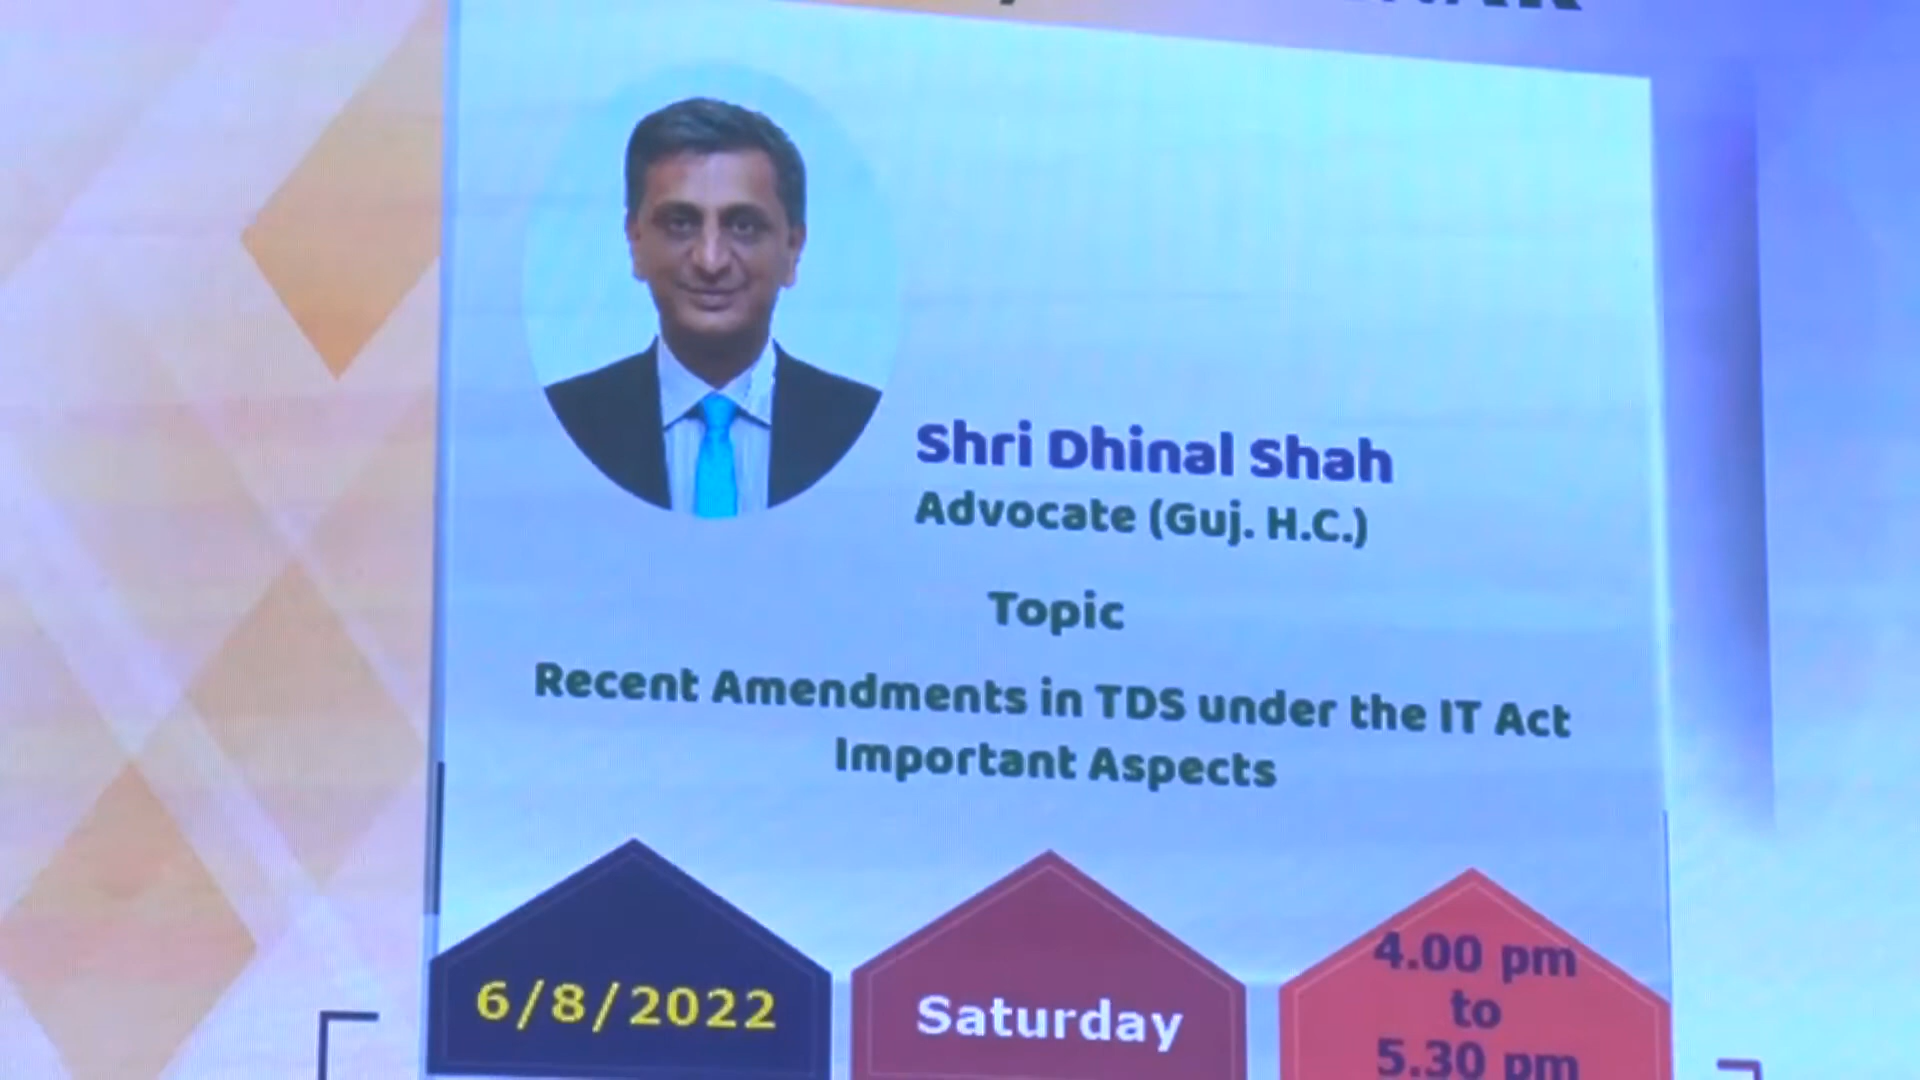 Shri Dhinal Shah
Advocate (Guj. H.C.)
Topic
Recent Amendments in TDS under the IT Act
Important Aspects
6/8/2022
Saturday
4.00 pm
to
5.30 pm